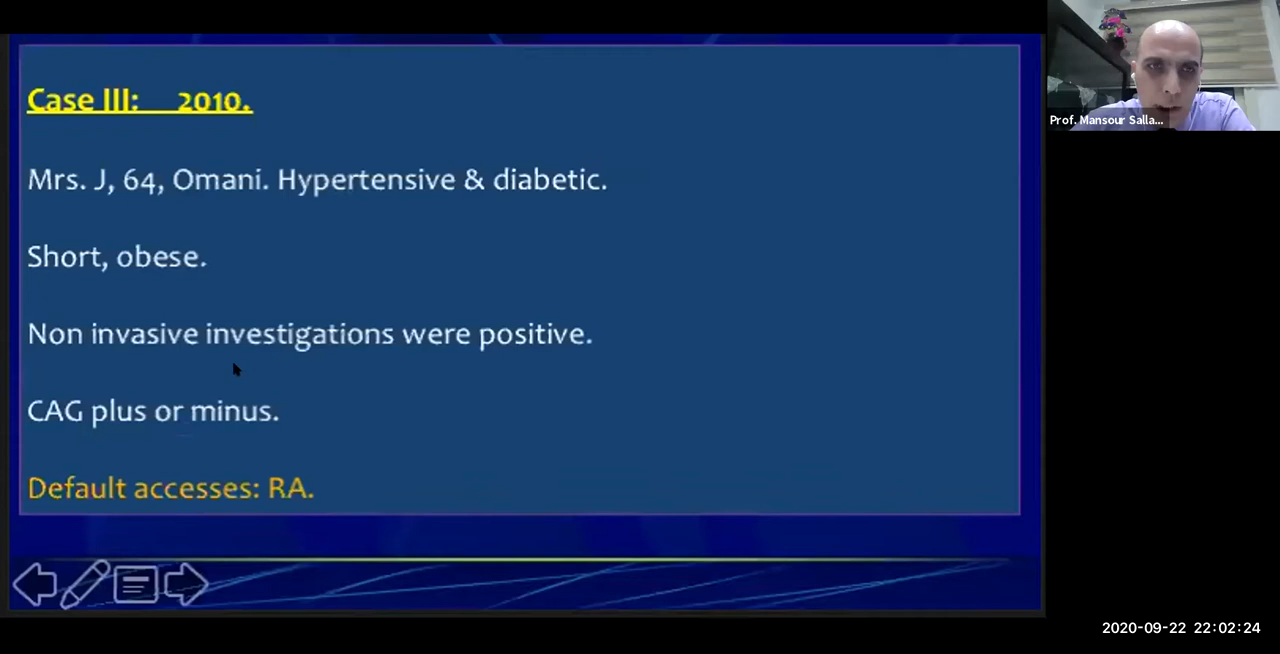 Case III: 2010.
Mrs. J, 64, Omani. Hypertensive & diabetic.
Short, obese.
Non invasive investigations were positive.
CAG plus or minus.
Default accesses: RA.
Prof. Mansour Salla...
2020-09-22 22:02:24